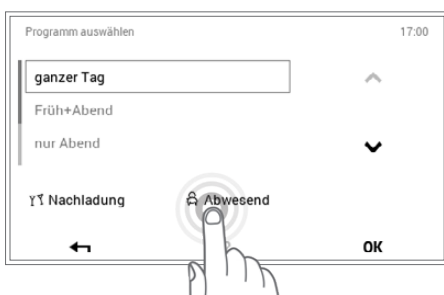 Programm auswählen 17:00
ganzer Tag
Früh+Abend
nur Abend
Nachladung Abwesend
OK